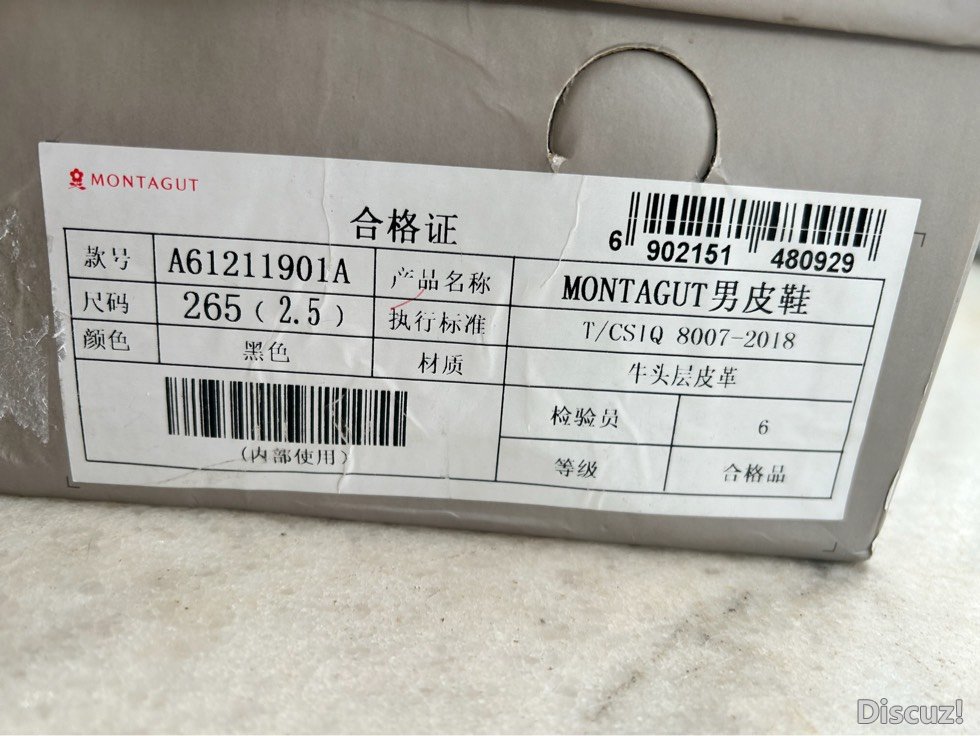 MONTAGUT
合格证
6 902151 480929
款号 A61211901A 产品名称 MONTAGUT男皮鞋
尺码 265（2.5） 执行标准 T/CSIQ 8007-2018
颜色 黑色 材质 牛头层皮革
检验员 6
（内部使用） 等级 合格品
Discuz!